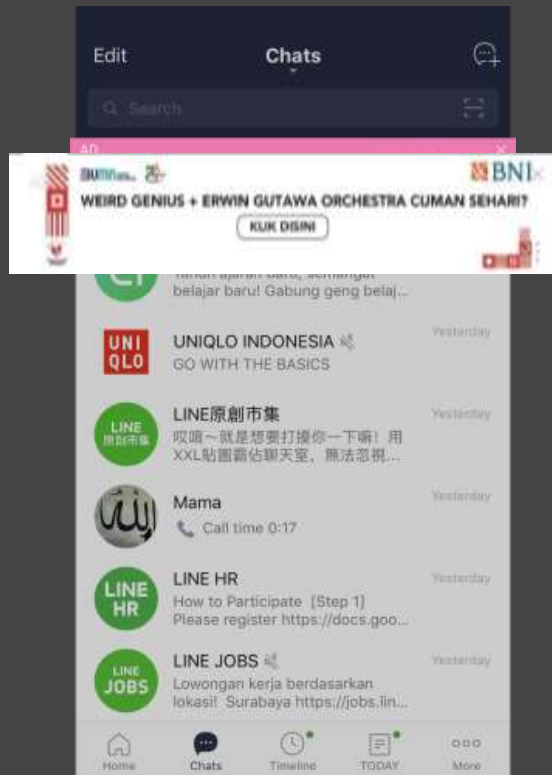 Edit
Chats
Search
AD
BUMN
BNI
WEIRD GENIUS + ERWIN GUTAWA ORCHESTRA CUMAN SEHARI?
KLIK DISINI
Tahun ajaran baru, semangat
belajar baru! Gabung geng belaj...
UNI
QLO
UNIQLO INDONESIA
Yesterday
GO WITH THE BASICS
LINE
原創市集
LINE原創市集
Yesterday
哎唷～就是想要打擾你一下嘛！用
XXL貼圖霸佔聊天室，無法忽視...
Mama
Yesterday
Call time 0:17
LINE
HR
LINE HR
Yesterday
How to Participate [Step 1]
Please register https://docs.goo...
LINE
JOBS
LINE JOBS
Yesterday
Lowongan kerja berdasarkan
lokasi! Surabaya https://jobs.lin...
Home
Chats
Timeline
TODAY
More